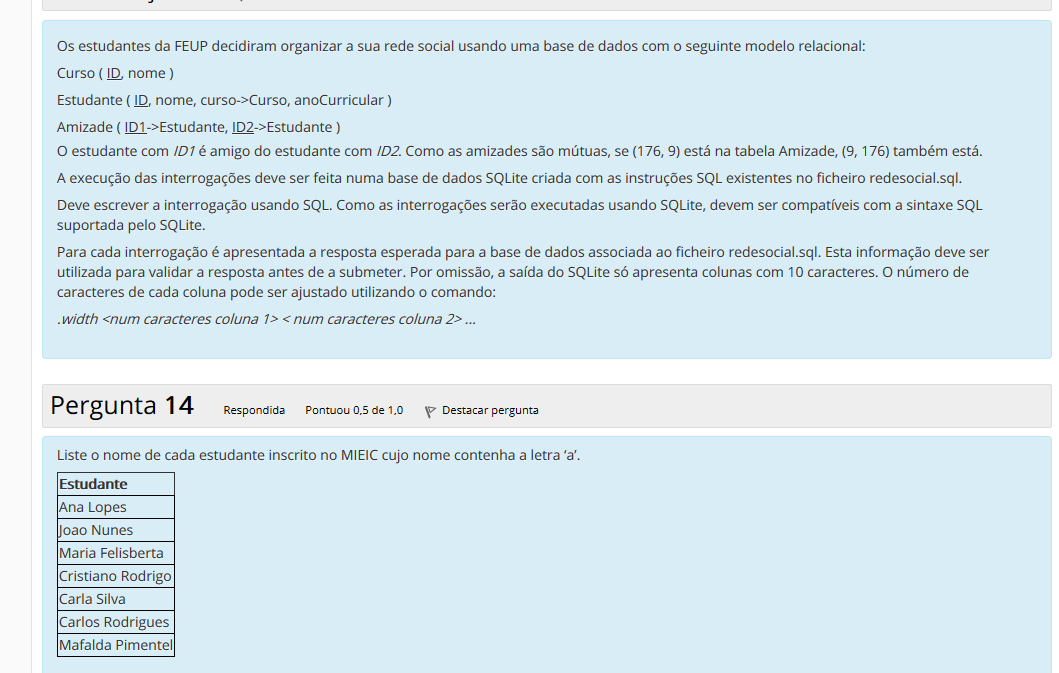 Os estudantes da FEUP decidiram organizar a sua rede social usando uma base de dados com o seguinte modelo relacional:
Curso ( ID, nome )
Estudante ( ID, nome, curso->Curso, anoCurricular )
Amizade ( ID1->Estudante, ID2->Estudante )
O estudante com ID1 é amigo do estudante com ID2. Como as amizades são mútuas, se (176, 9) está na tabela Amizade, (9, 176) também está.
A execução das interrogações deve ser feita numa base de dados SQLite criada com as instruções SQL existentes no ficheiro redesocial.sql.
Deve escrever a interrogação usando SQL. Como as interrogações serão executadas usando SQLite, devem ser compatíveis com a sintaxe SQL
suportada pelo SQLite.
Para cada interrogação é apresentada a resposta esperada para a base de dados associada ao ficheiro redesocial.sql. Esta informação deve ser
utilizada para validar a resposta antes de a submeter. Por omissão, a saída do SQLite só apresenta colunas com 10 caracteres. O número de
caracteres de cada coluna pode ser ajustado utilizando o comando:
.width <num caracteres coluna 1> < num caracteres coluna 2> ...
Pergunta 14 Respondida Pontuou 0,5 de 1,0 Destacar pergunta
Liste o nome de cada estudante inscrito no MIEIC cujo nome contenha a letra ‘a’.
Estudante
Ana Lopes
Joao Nunes
Maria Felisberta
Cristiano Rodrigo
Carla Silva
Carlos Rodrigues
Mafalda Pimentel